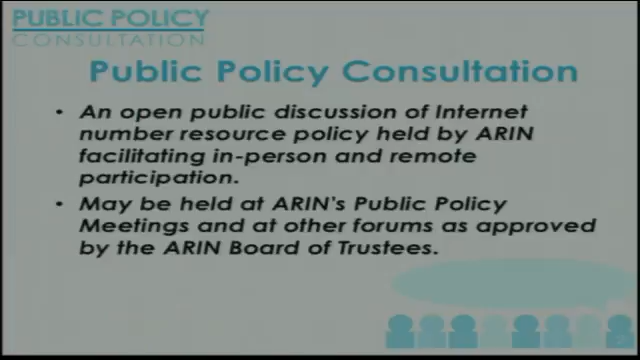 PUBLIC POLICY
CONSULTATION
Public Policy Consultation
• An open public discussion of Internet
number resource policy held by ARIN
facilitating in-person and remote
participation.
• May be held at ARIN's Public Policy
Meetings and at other forums as approved
by the ARIN Board of Trustees.